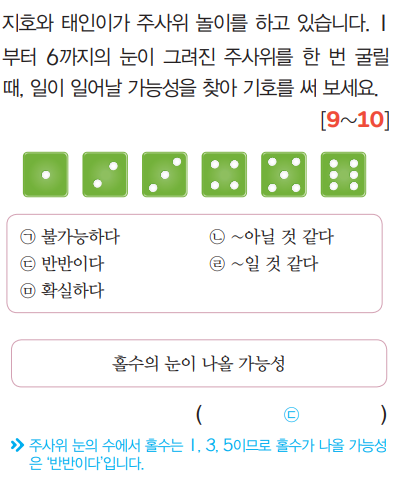 지호와 태인이가 주사위 놀이를 하고 있습니다. 1
부터 6까지의 눈이 그려진 주사위를 한 번 굴릴
때, 일이 일어날 가능성을 찾아 기호를 써 보세요.
[9~10]
㉠ 불가능하다 ㉡ ~아닐 것 같다
㉢ 반반이다 ㉣ ~일 것 같다
㉤ 확실하다
홀수의 눈이 나올 가능성
( ㉢ )
주사위 눈의 수에서 홀수는 1, 3, 5이므로 홀수가 나올 가능성
은 ‘반반이다’입니다.